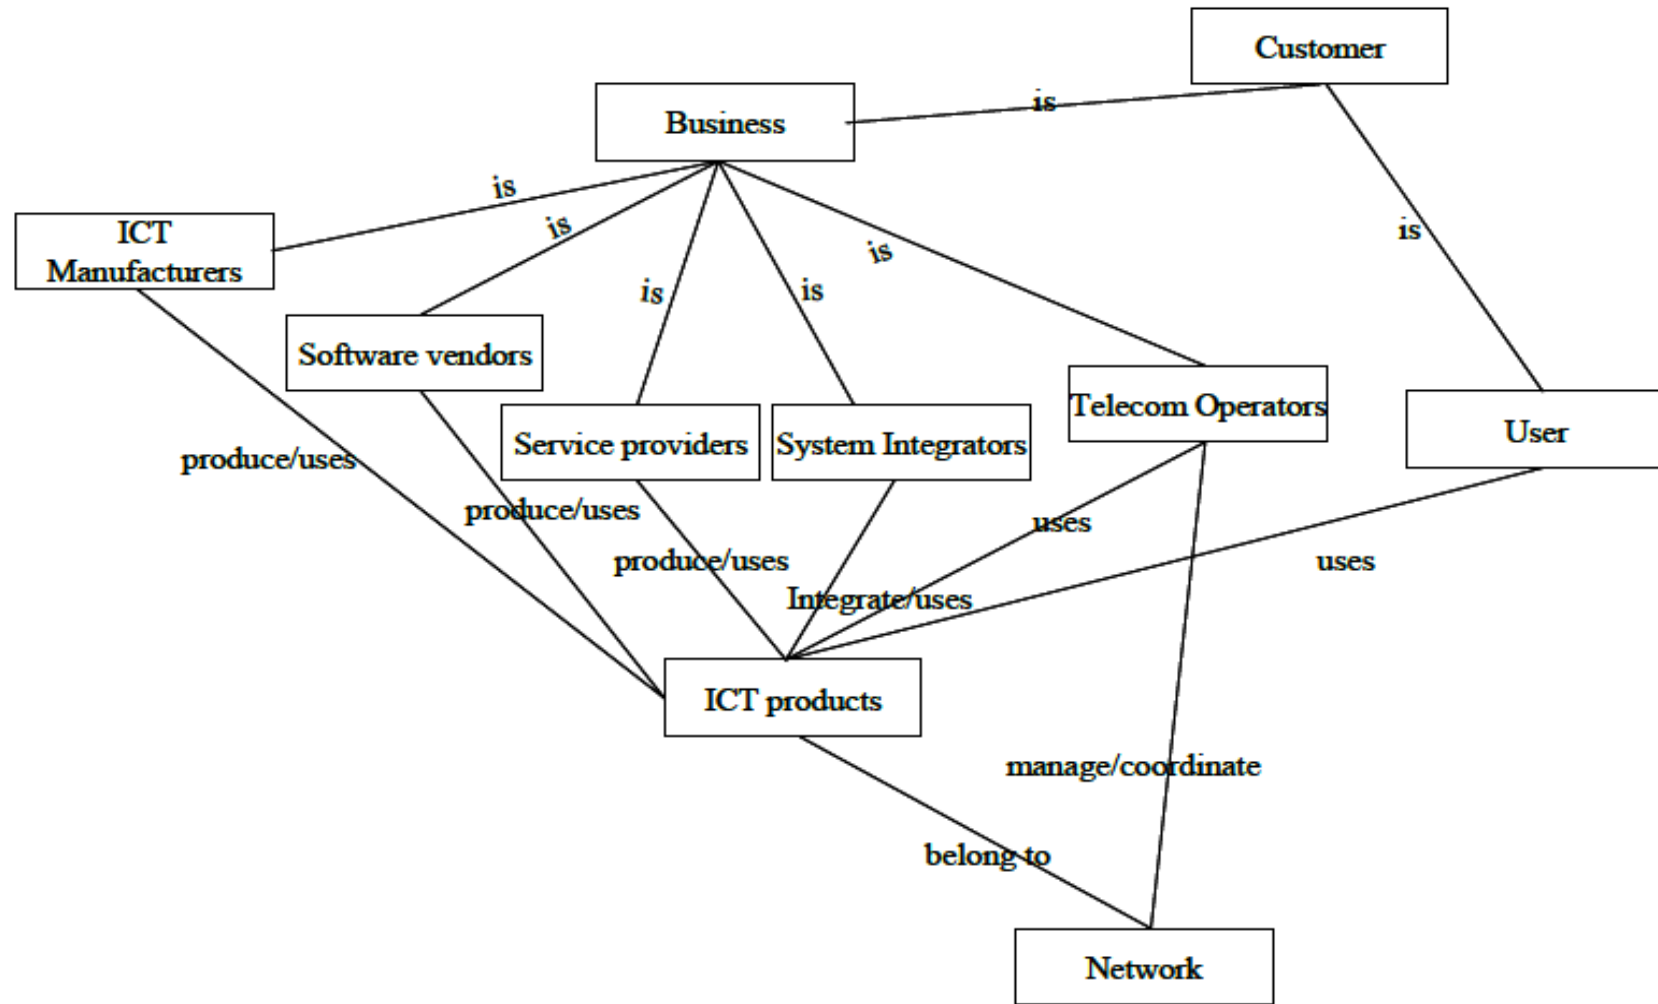 Customer
Business
is
is
ICT
Manufacturers
is
is
is
is
is
Software vendors
Telecom Operators
Service providers
System Integrators
User
produce/uses
produce/uses
uses
produce/uses
uses
Integrate/uses
ICT products
manage/coordinate
belong to
Network